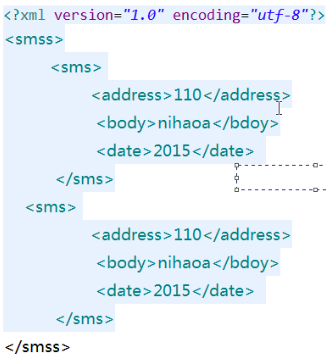 <?xml version="1.0" encoding="utf-8"?>
<smss>
<sms>
<address>110</address>
<body>nihaoa</bdoy>
<date>2015</date>
</sms>
<sms>
<address>110</address>
<body>nihaoa</bdoy>
<date>2015</date>
</sms>
</smss>